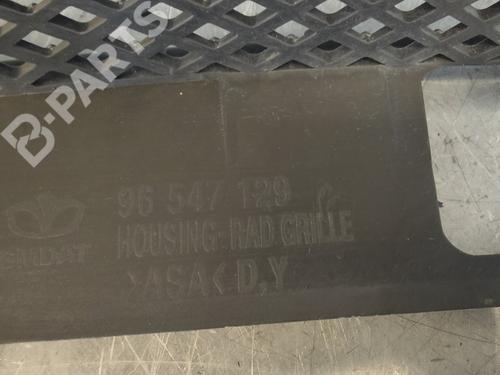 B-PARTS
96 547 129
HOUSING-RAD GRILLE
>ASA< D,Y